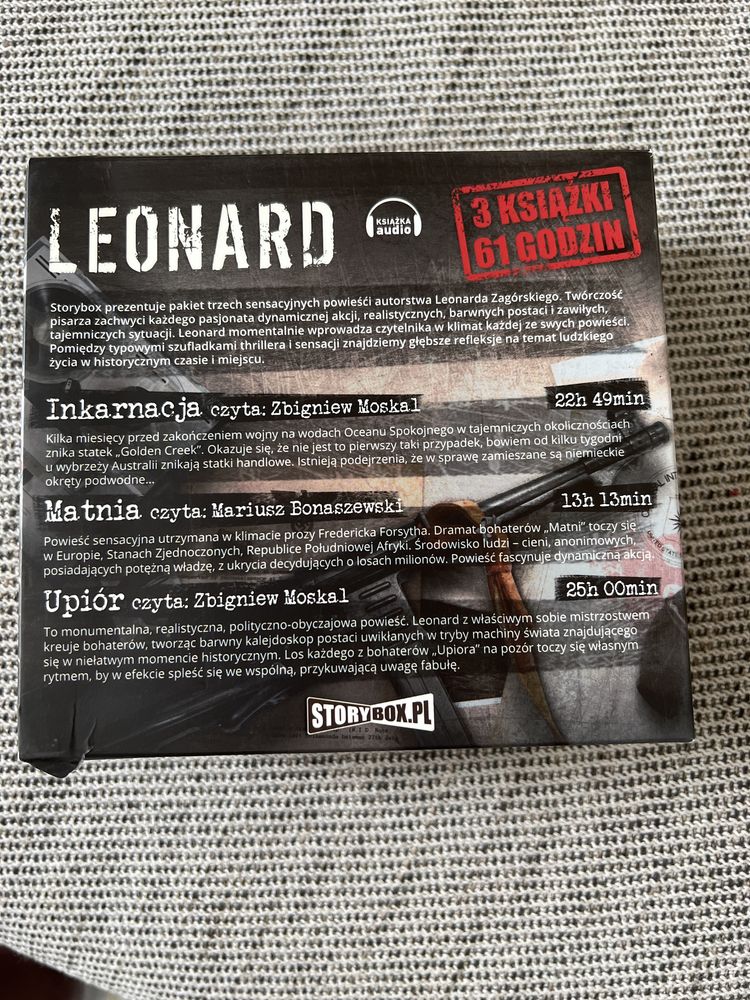 LEONARD
KSIĄŻKA
audio
3 KSIĄŻKI
61 GODZIN
Storybox prezentuje pakiet trzech sensacyjnych powieści autorstwa Leonarda Zagórskiego. Twórczość
pisarza zachwyci każdego pasjonata dynamicznej akcji, realistycznych, barwnych postaci i zawiłych,
tajemniczych sytuacji. Leonard momentalnie wprowadza czytelnika w klimat każdej ze swych powieści.
Pomiędzy typowymi szufladkami thrillera i sensacji znajdziemy głębsze refleksje na temat ludzkiego
życia w historycznym czasie i miejscu.
Inkarnacja czyta: Zbigniew Moskal 22h 49min
Kilka miesięcy przed zakończeniem wojny na wodach Oceanu Spokojnego w tajemniczych okolicznościach
znika statek „Golden Creek”. Okazuje się, że nie jest to pierwszy taki przypadek, bowiem od kilku tygodni
u wybrzeży Australii znikają statki handlowe. Istnieją podejrzenia, że w sprawę zamieszane są niemieckie
okręty podwodne...
Matnia czyta: Mariusz Bonaszewski 13h 13min
Powieść sensacyjna utrzymana w klimacie prozy Fredericka Forsytha. Dramat bohaterów „Matni” toczy się
w Europie, Stanach Zjednoczonych, Republice Południowej Afryki. Środowisko ludzi – cieni, anonimowych,
posiadających potężną władzę, z ukrycia decydujących o losach milionów. Powieść fascynuje dynamiczną akcją.
Upiór czyta: Zbigniew Moskal 25h 00min
To monumentalna, realistyczna, polityczno-obyczajowa powieść. Leonard z właściwym sobie mistrzostwem
kreuje bohaterów, tworząc barwny kalejdoskop postaci uwikłanych w tryby machiny świata znajdującego
się w niełatwym momencie historycznym. Los każdego z bohaterów „Upiora” na pozór toczy się własnym
rytmem, by w efekcie spleść się we wspólną, przykuwającą uwagę fabułę.
STORYBOX.PL